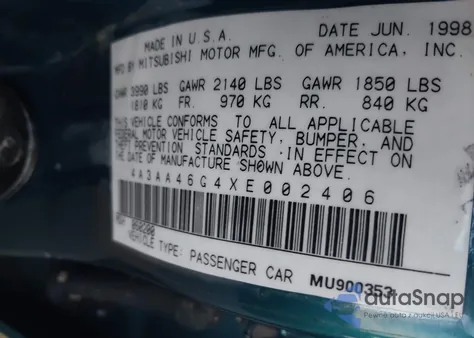 MADE IN U.S.A. DATE JUN. 1998
MFD BY MITSUBISHI MOTOR MFG. OF AMERICA, INC.
GVWR 3990 LBS GAWR 2140 LBS GAWR 1850 LBS
1810 KG FR. 970 KG RR. 840 KG
THIS VEHICLE CONFORMS TO ALL APPLICABLE
FEDERAL MOTOR VEHICLE SAFETY, BUMPER, AND
THEFT PREVENTION STANDARDS IN EFFECT ON
THE DATE OF MANUFACTURE SHOWN ABOVE.
4A3AA46G4XE002406
VEHICLE TYPE: PASSENGER CAR MU900353
autoSnap